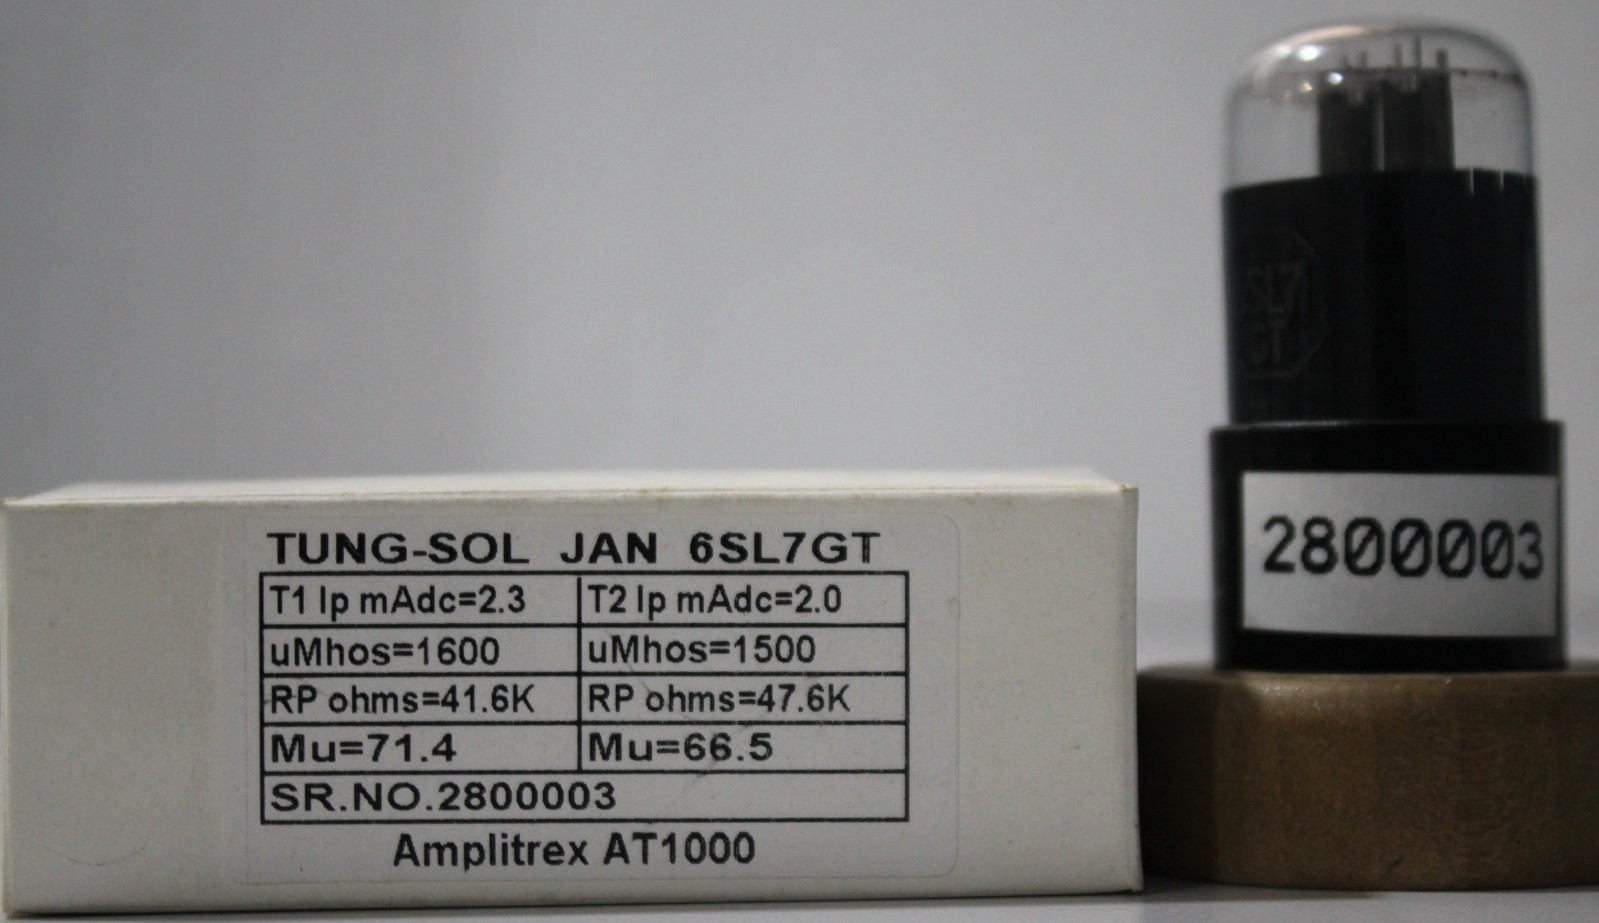 TUNG-SOL JAN 6SL7GT
T1 Ip mAdc=2.3 T2 Ip mAdc=2.0
uMhos=1600 uMhos=1500
RP ohms=41.6K RP ohms=47.6K
Mu=71.4 Mu=66.5
SR.NO.2800003
Amplitrex AT1000
SL7
GT
2800003